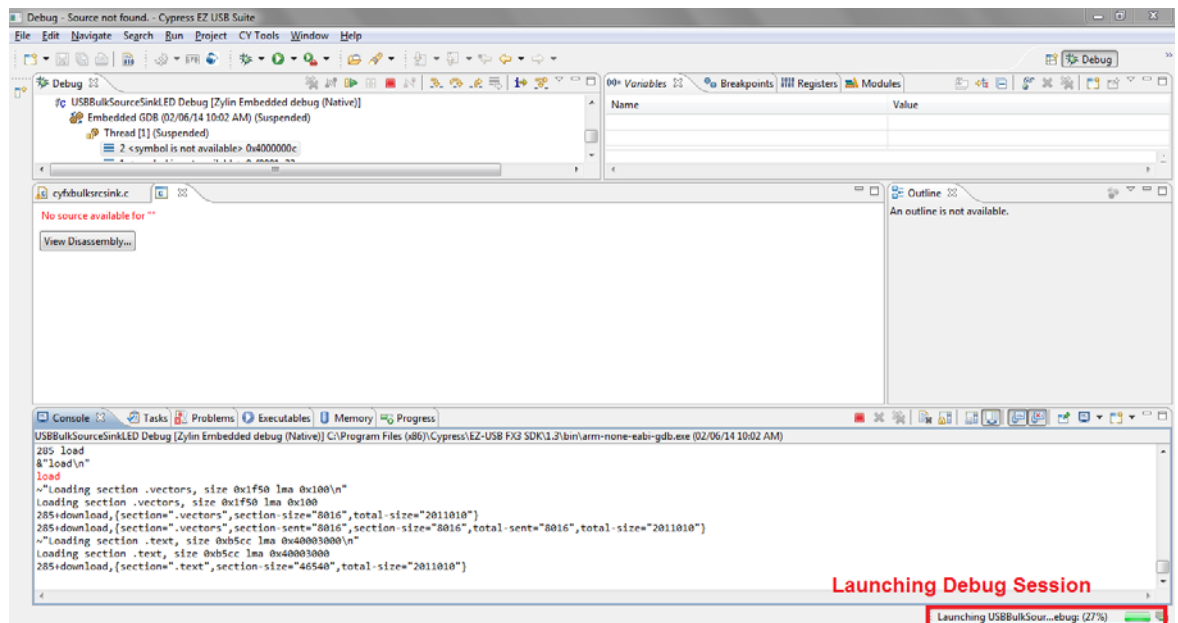 Debug - Source not found. - Cypress EZ USB Suite
File Edit Navigate Search Run Project CYTools Window Help
Debug
Debug
Variables Breakpoints Registers Modules
USBBulkSourceSinkLED Debug [Zylin Embedded debug (Native)]
Embedded GDB (02/06/14 10:02 AM) (Suspended)
Thread [1] (Suspended)
2 <symbol is not available> 0x4000000c
Name Value
cyfxbulksrcsink.c
No source available for ""
View Disassembly...
Outline
An outline is not available.
Console Tasks Problems Executables Memory Progress
USBBulkSourceSinkLED Debug [Zylin Embedded debug (Native)] C:\Program Files (x86)\Cypress\EZ-USB FX3 SDK\1.3\bin\arm-none-eabi-gdb.exe (02/06/14 10:02 AM)
285 load
&"load\n"
load
~"Loading section .vectors, size 0x1f50 lma 0x100\n"
Loading section .vectors, size 0x1f50 lma 0x100
285+download,{section=".vectors",section-size="8016",total-size="2011010"}
285+download,{section=".vectors",section-sent="8016",section-size="8016",total-sent="8016",total-size="2011010"}
~"Loading section .text, size 0xb5cc lma 0x40003000\n"
Loading section .text, size 0xb5cc lma 0x40003000
285+download,{section=".text",section-size="46540",total-size="2011010"}
Launching Debug Session
Launching USBBulkSour...ebug: (27%)